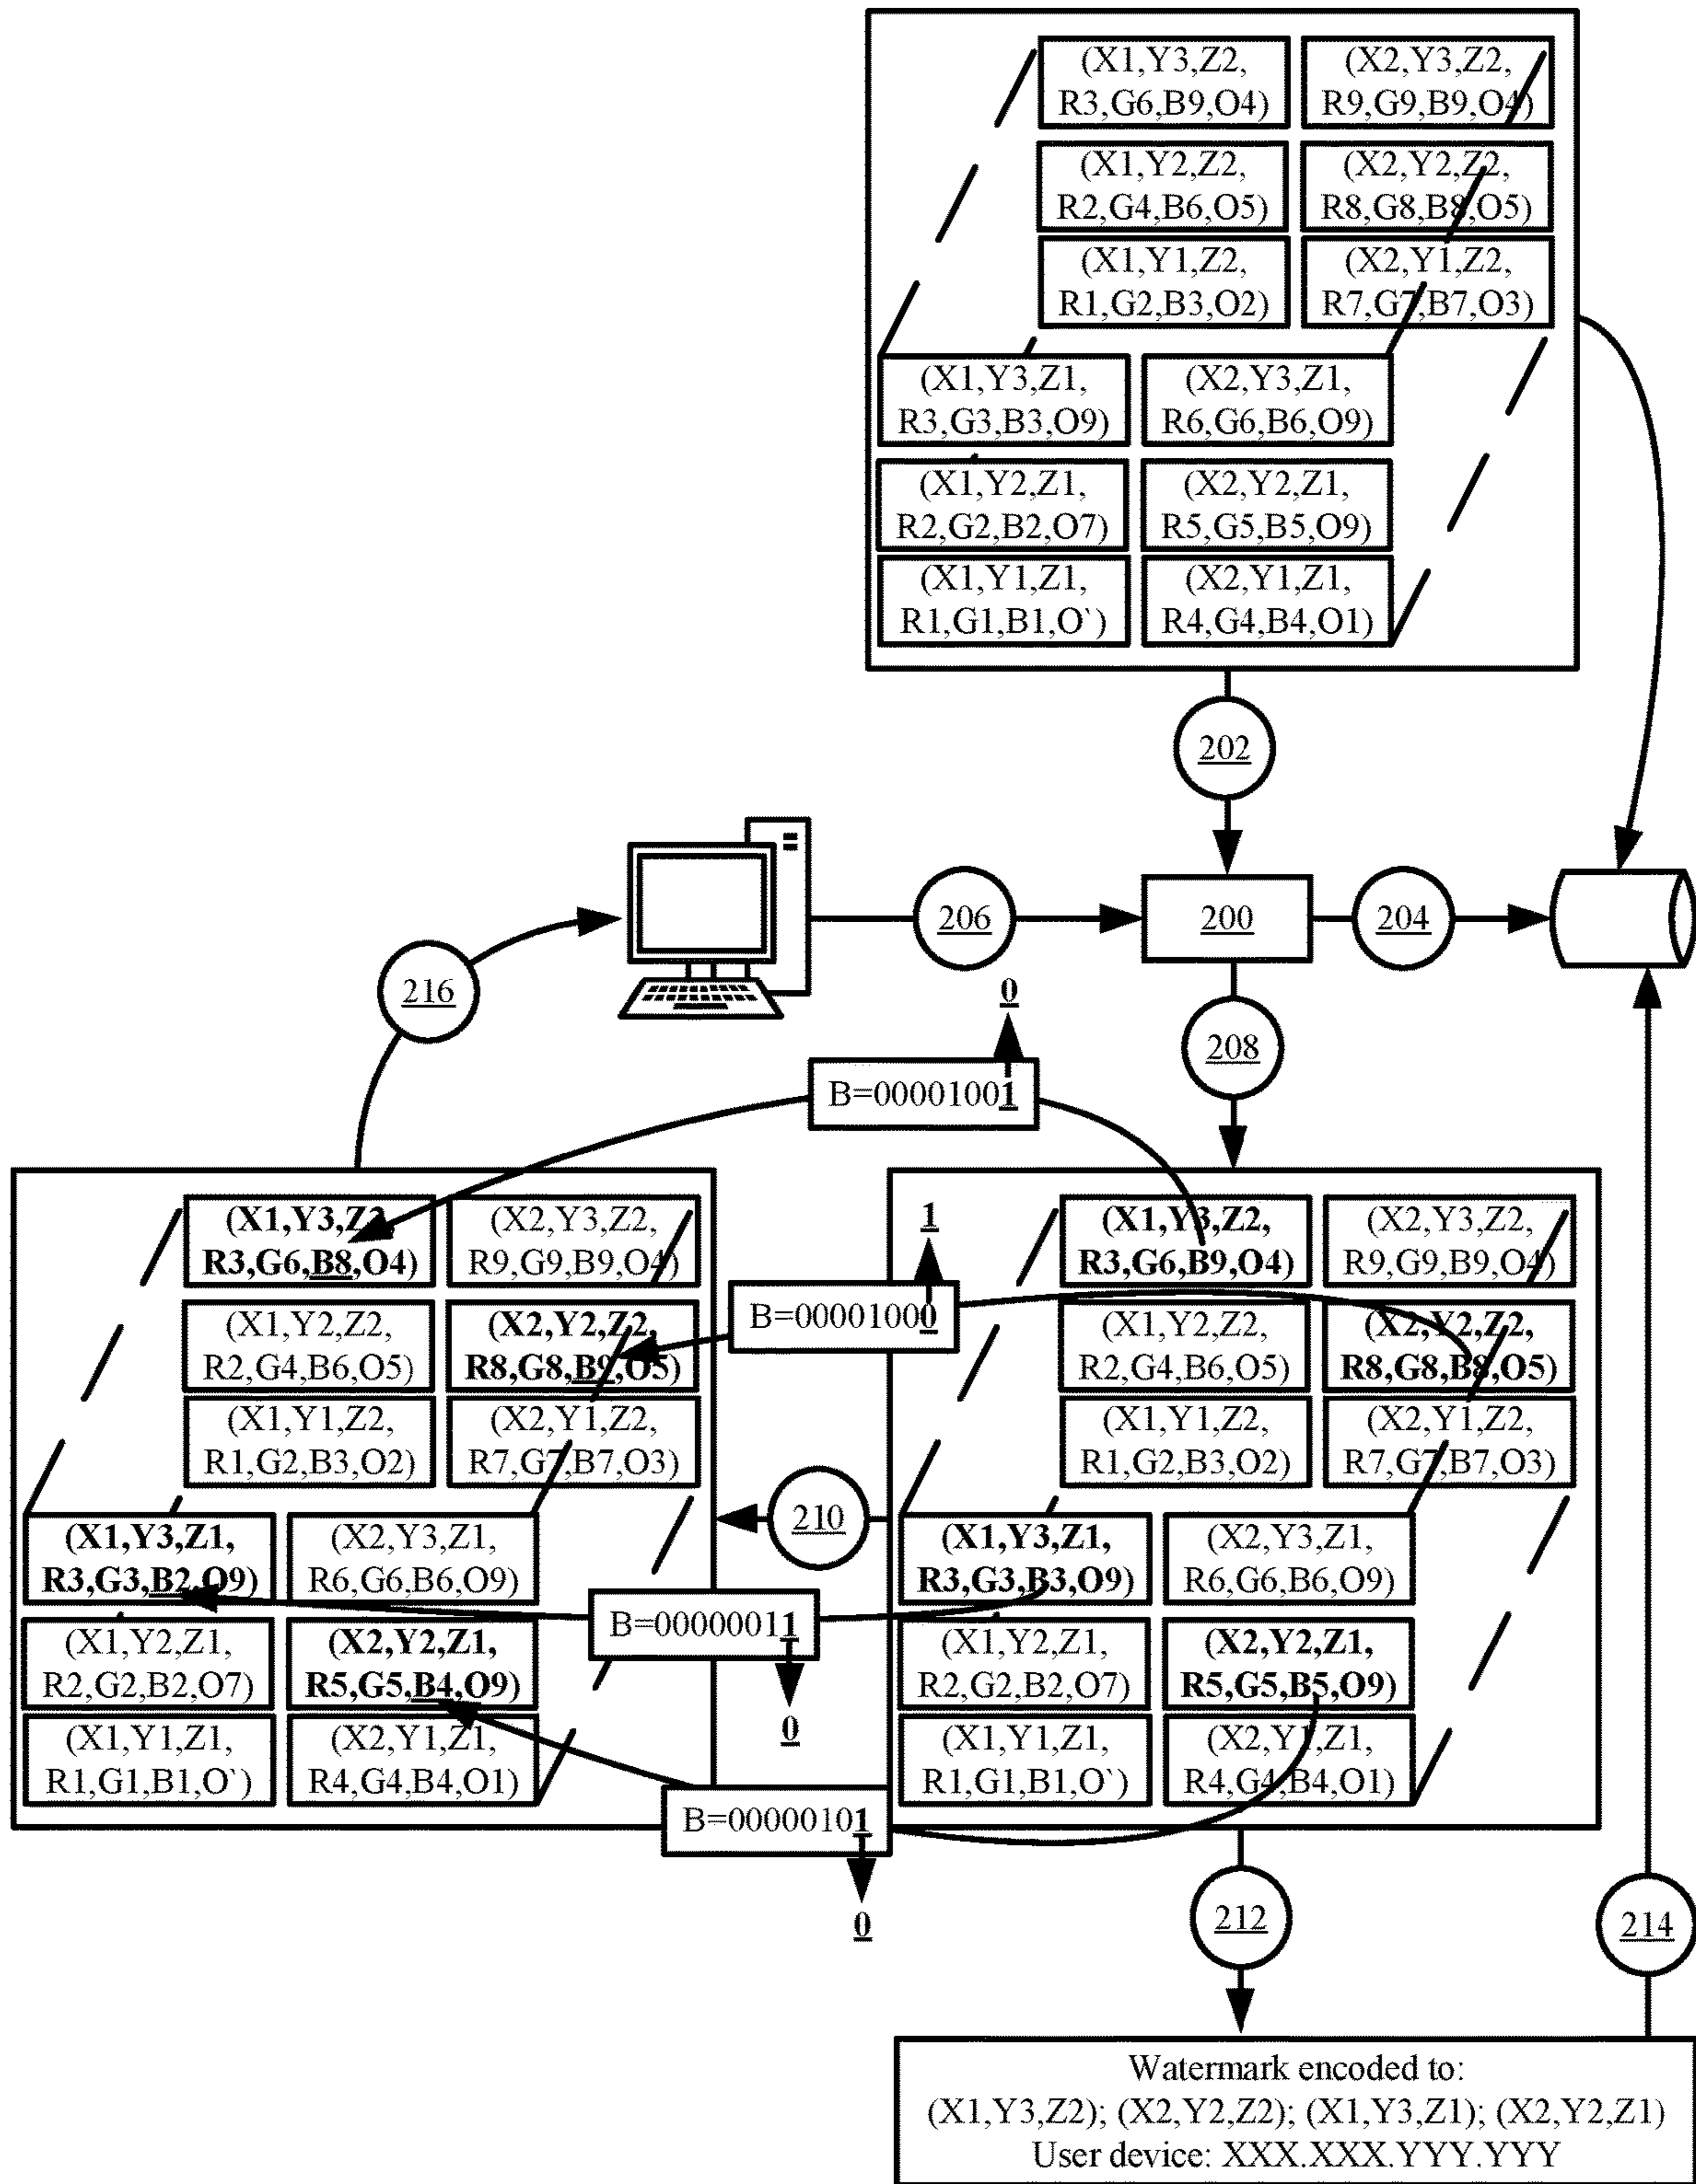 (X1,Y3,Z2,
R3,G6,B9,O4)
(X2,Y3,Z2,
R9,G9,B9,O4)
(X1,Y2,Z2,
R2,G4,B6,O5)
(X2,Y2,Z2,
R8,G8,B8,O5)
(X1,Y1,Z2,
R1,G2,B3,O2)
(X2,Y1,Z2,
R7,G7,B7,O3)
(X1,Y3,Z1,
R3,G3,B3,O9)
(X2,Y3,Z1,
R6,G6,B6,O9)
(X1,Y2,Z1,
R2,G2,B2,O7)
(X2,Y2,Z1,
R5,G5,B5,O9)
(X1,Y1,Z1,
R1,G1,B1,O`)
(X2,Y1,Z1,
R4,G4,B4,O1)
202
206
200
204
216
208
0
B=00001001
1
B=00001000
(X1,Y3,Z2,
R3,G6,B8,O4)
(X2,Y3,Z2,
R9,G9,B9,O4)
(X1,Y2,Z2,
R2,G4,B6,O5)
(X2,Y2,Z2,
R8,G8,B9,O5)
(X1,Y1,Z2,
R1,G2,B3,O2)
(X2,Y1,Z2,
R7,G7,B7,O3)
(X1,Y3,Z1,
R3,G3,B2,O9)
(X2,Y3,Z1,
R6,G6,B6,O9)
(X1,Y2,Z1,
R2,G2,B2,O7)
(X2,Y2,Z1,
R5,G5,B4,O9)
(X1,Y1,Z1,
R1,G1,B1,O`)
(X2,Y1,Z1,
R4,G4,B4,O1)
210
B=00000011
0
B=00000101
0
(X1,Y3,Z2,
R3,G6,B9,O4)
(X2,Y3,Z2,
R9,G9,B9,O4)
(X1,Y2,Z2,
R2,G4,B6,O5)
(X2,Y2,Z2,
R8,G8,B8,O5)
(X1,Y1,Z2,
R1,G2,B3,O2)
(X2,Y1,Z2,
R7,G7,B7,O3)
(X1,Y3,Z1,
R3,G3,B3,O9)
(X2,Y3,Z1,
R6,G6,B6,O9)
(X1,Y2,Z1,
R2,G2,B2,O7)
(X2,Y2,Z1,
R5,G5,B5,O9)
(X1,Y1,Z1,
R1,G1,B1,O`)
(X2,Y1,Z1,
R4,G4,B4,O1)
212
214
Watermark encoded to:
(X1,Y3,Z2); (X2,Y2,Z2); (X1,Y3,Z1); (X2,Y2,Z1)
User device: XXX.XXX.YYY.YYY